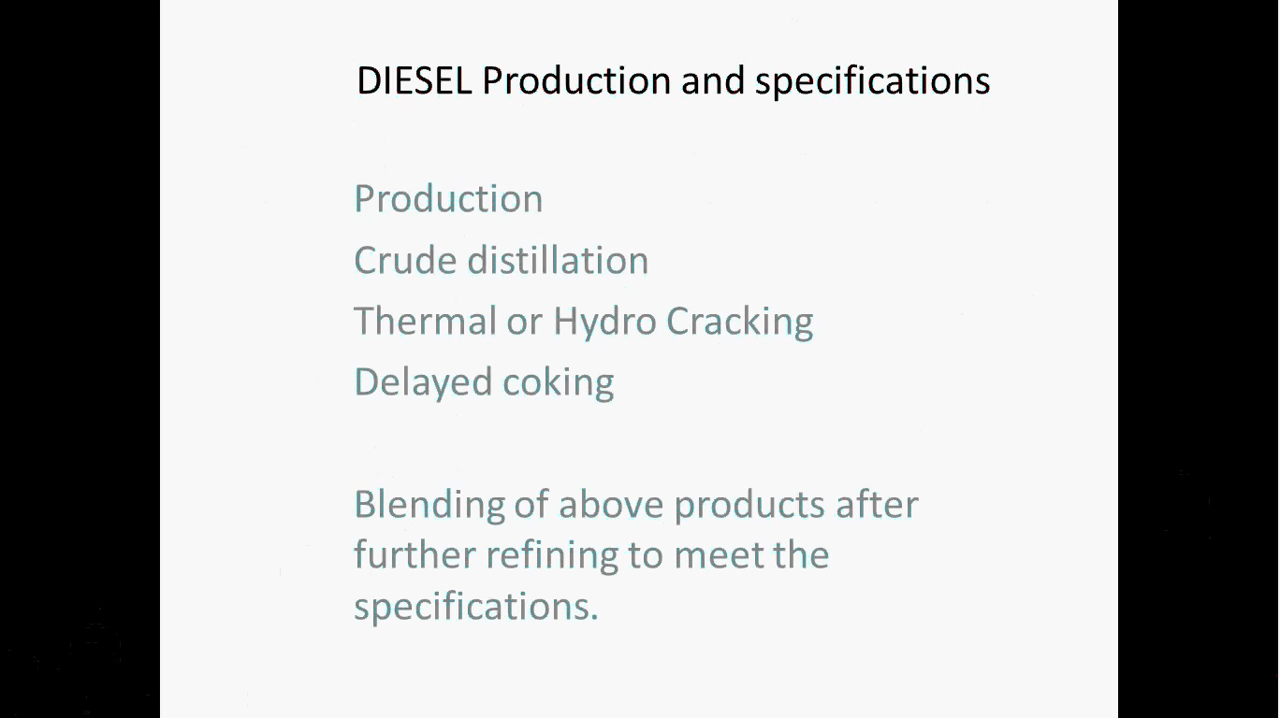 DIESEL Production and specifications
Production
Crude distillation
Thermal or Hydro Cracking
Delayed coking
Blending of above products after
further refining to meet the
specifications.